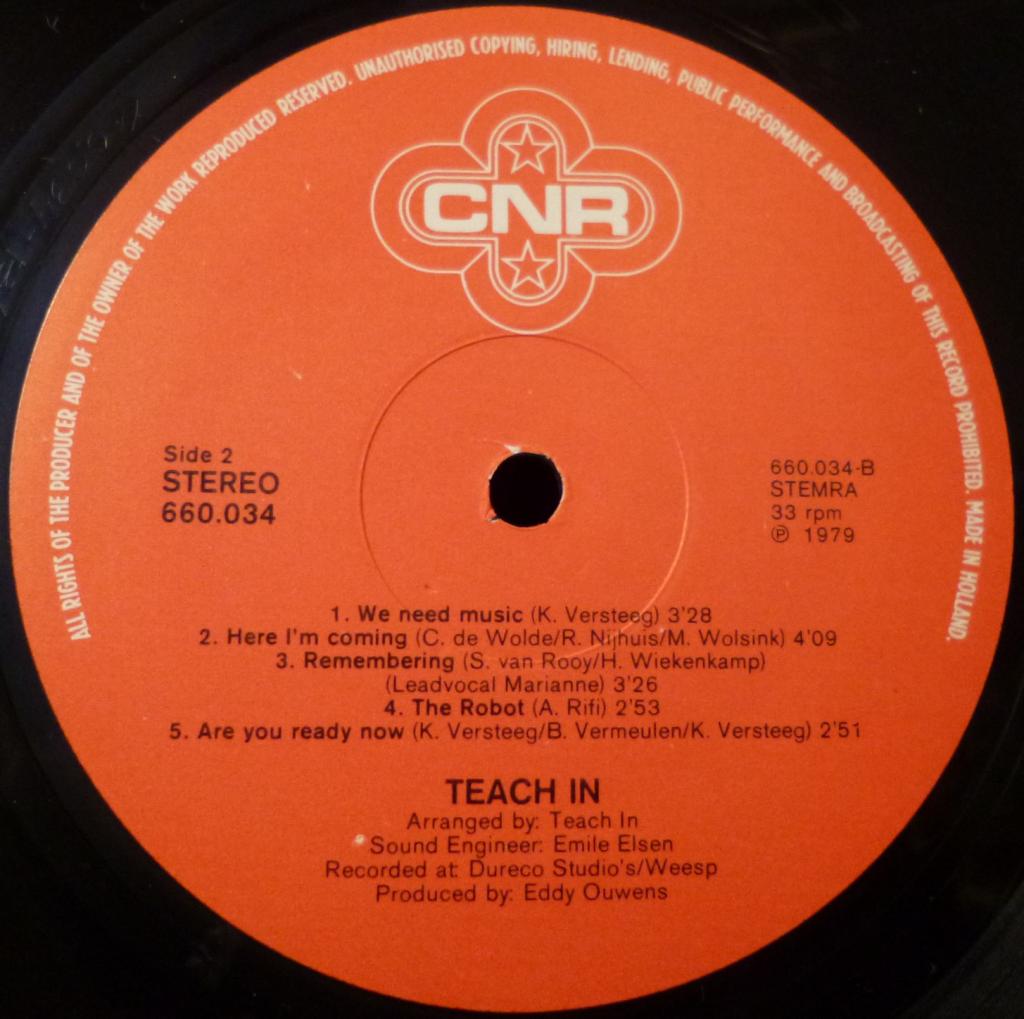 ALL RIGHTS OF THE PRODUCER AND OF THE OWNER OF THE WORK REPRODUCED RESERVED. UNAUTHORISED COPYING, HIRING, LENDING, PUBLIC PERFORMANCE AND BROADCASTING OF THIS RECORD PROHIBITED. MADE IN HOLLAND.
CNR
Side 2
STEREO
660.034
660.034-B
STEMRA
33 rpm
℗ 1979
1. We need music (K. Versteeg) 3'28
2. Here I'm coming (C. de Wolde/R. Nijhuis/M. Wolsink) 4'09
3. Remembering (S. van Rooy/H. Wiekenkamp)
(Leadvocal Marianne) 3'26
4. The Robot (A. Rifi) 2'53
5. Are you ready now (K. Versteeg/B. Vermeulen/K. Versteeg) 2'51
TEACH IN
Arranged by: Teach In
Sound Engineer: Emile Elsen
Recorded at: Dureco Studio's/Weesp
Produced by: Eddy Ouwens